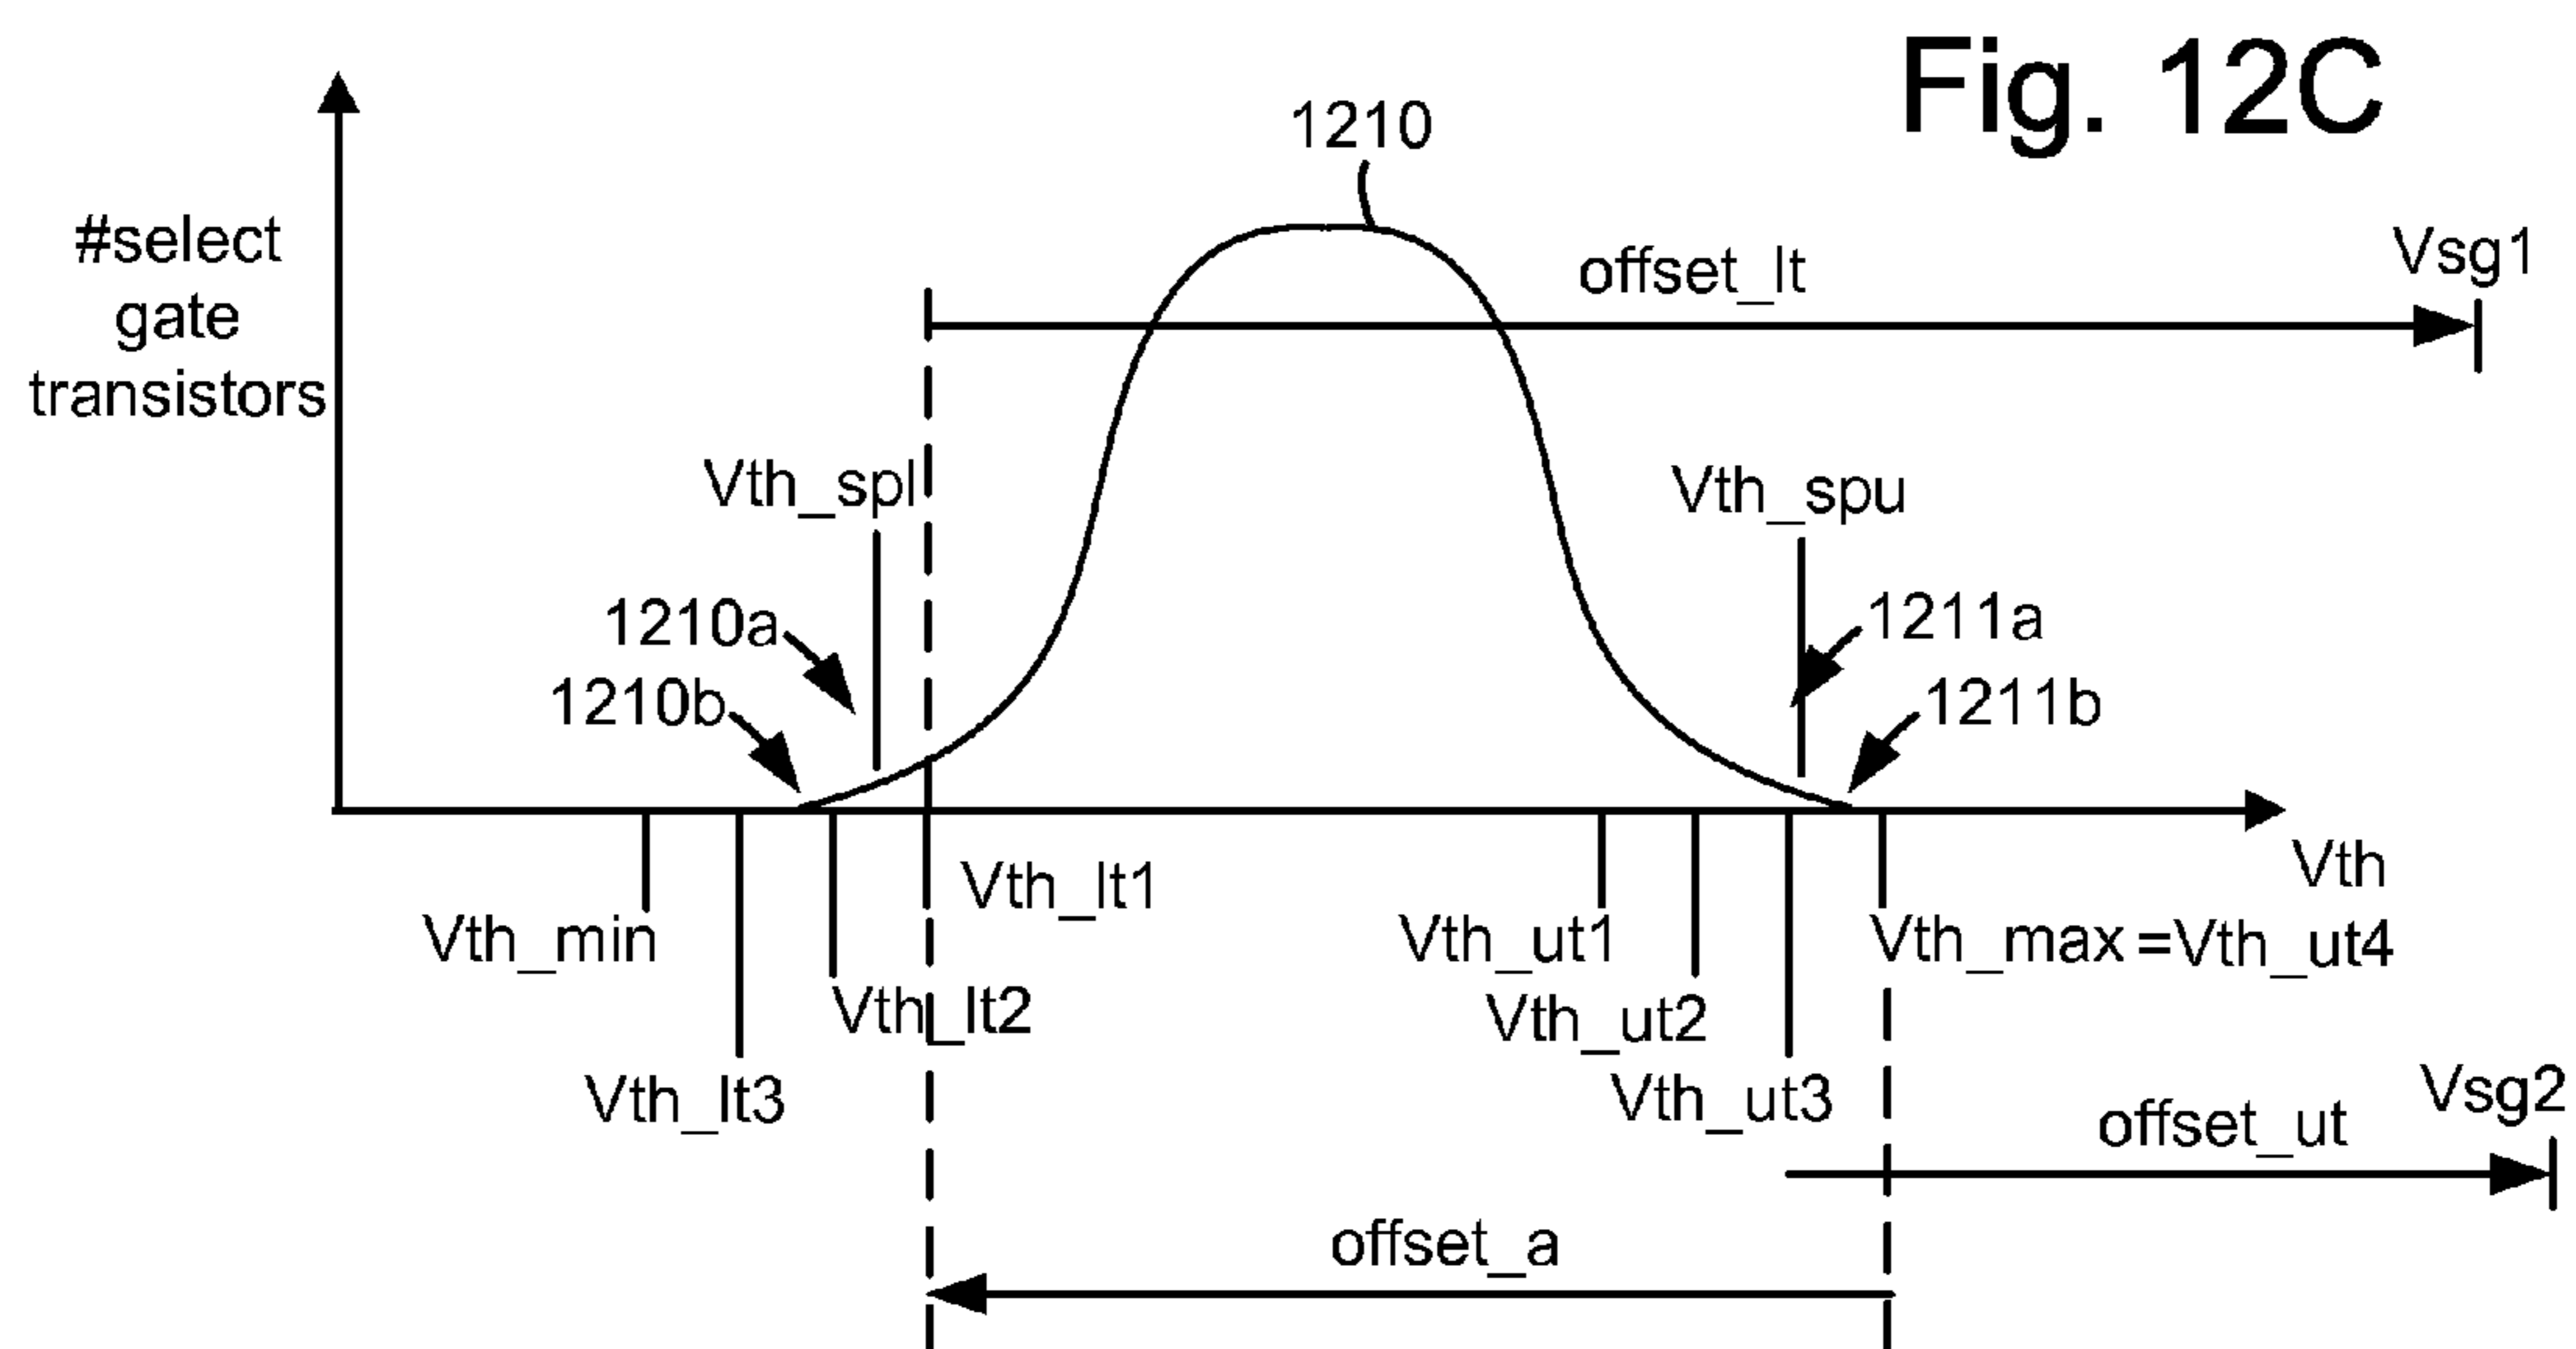 Fig. 12C
1210
#select
gate
transistors
offset_lt
Vsg1
Vth_spl
Vth_spu
1210a
1211a
1210b
1211b
Vth
Vth_lt1
Vth_min
Vth_ut1
Vth_max =Vth_ut4
Vth_lt2
Vth_ut2
Vth_lt3
Vth_ut3
Vsg2
offset_ut
offset_a